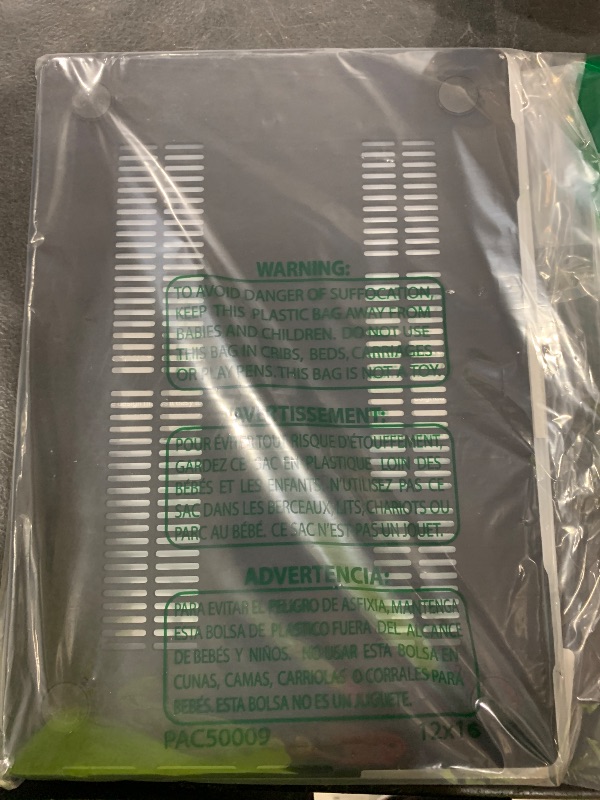 WARNING:
TO AVOID DANGER OF SUFFOCATION,
KEEP THIS PLASTIC BAG AWAY FROM
BABIES AND CHILDREN. DO NOT USE
THIS BAG IN CRIBS, BEDS, CARRIAGES
OR PLAY PENS. THIS BAG IS NOT A TOY.
AVERTISSEMENT:
POUR ÉVITER TOUT RISQUE D'ÉTOUFFEMENT,
GARDEZ CE SAC EN PLASTIQUE LOIN DES
BÉBÉS ET LES ENFANTS. N'UTILISEZ PAS CE
SAC DANS LES BERCEAUX, LITS, CHARIOTS OU
PARC AU BÉBÉ. CE SAC N'EST PAS UN JOUET.
ADVERTENCIA:
PARA EVITAR EL PELIGRO DE ASFIXIA, MANTENGA
ESTA BOLSA DE PLASTICO FUERA DEL ALCANCE
DE BEBÉS Y NIÑOS. NO USAR ESTA BOLSA EN
CUNAS, CAMAS, CARRIOLAS O CORRALES PARA
BEBÉS. ESTA BOLSA NO ES UN JUGUETE.
PAC50009 12X16